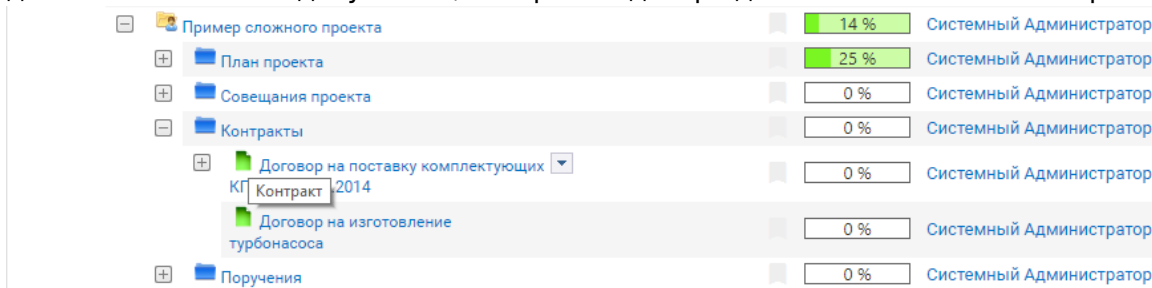 Пример сложного проекта 14 % Системный Администратор
План проекта 25 % Системный Администратор
Совещания проекта 0 % Системный Администратор
Контракты 0 % Системный Администратор
Договор на поставку комплектующих 0 % Системный Администратор
Контракт 2014
Договор на изготовление
турбонасоса 0 % Системный Администратор
Поручения 0 % Системный Администратор